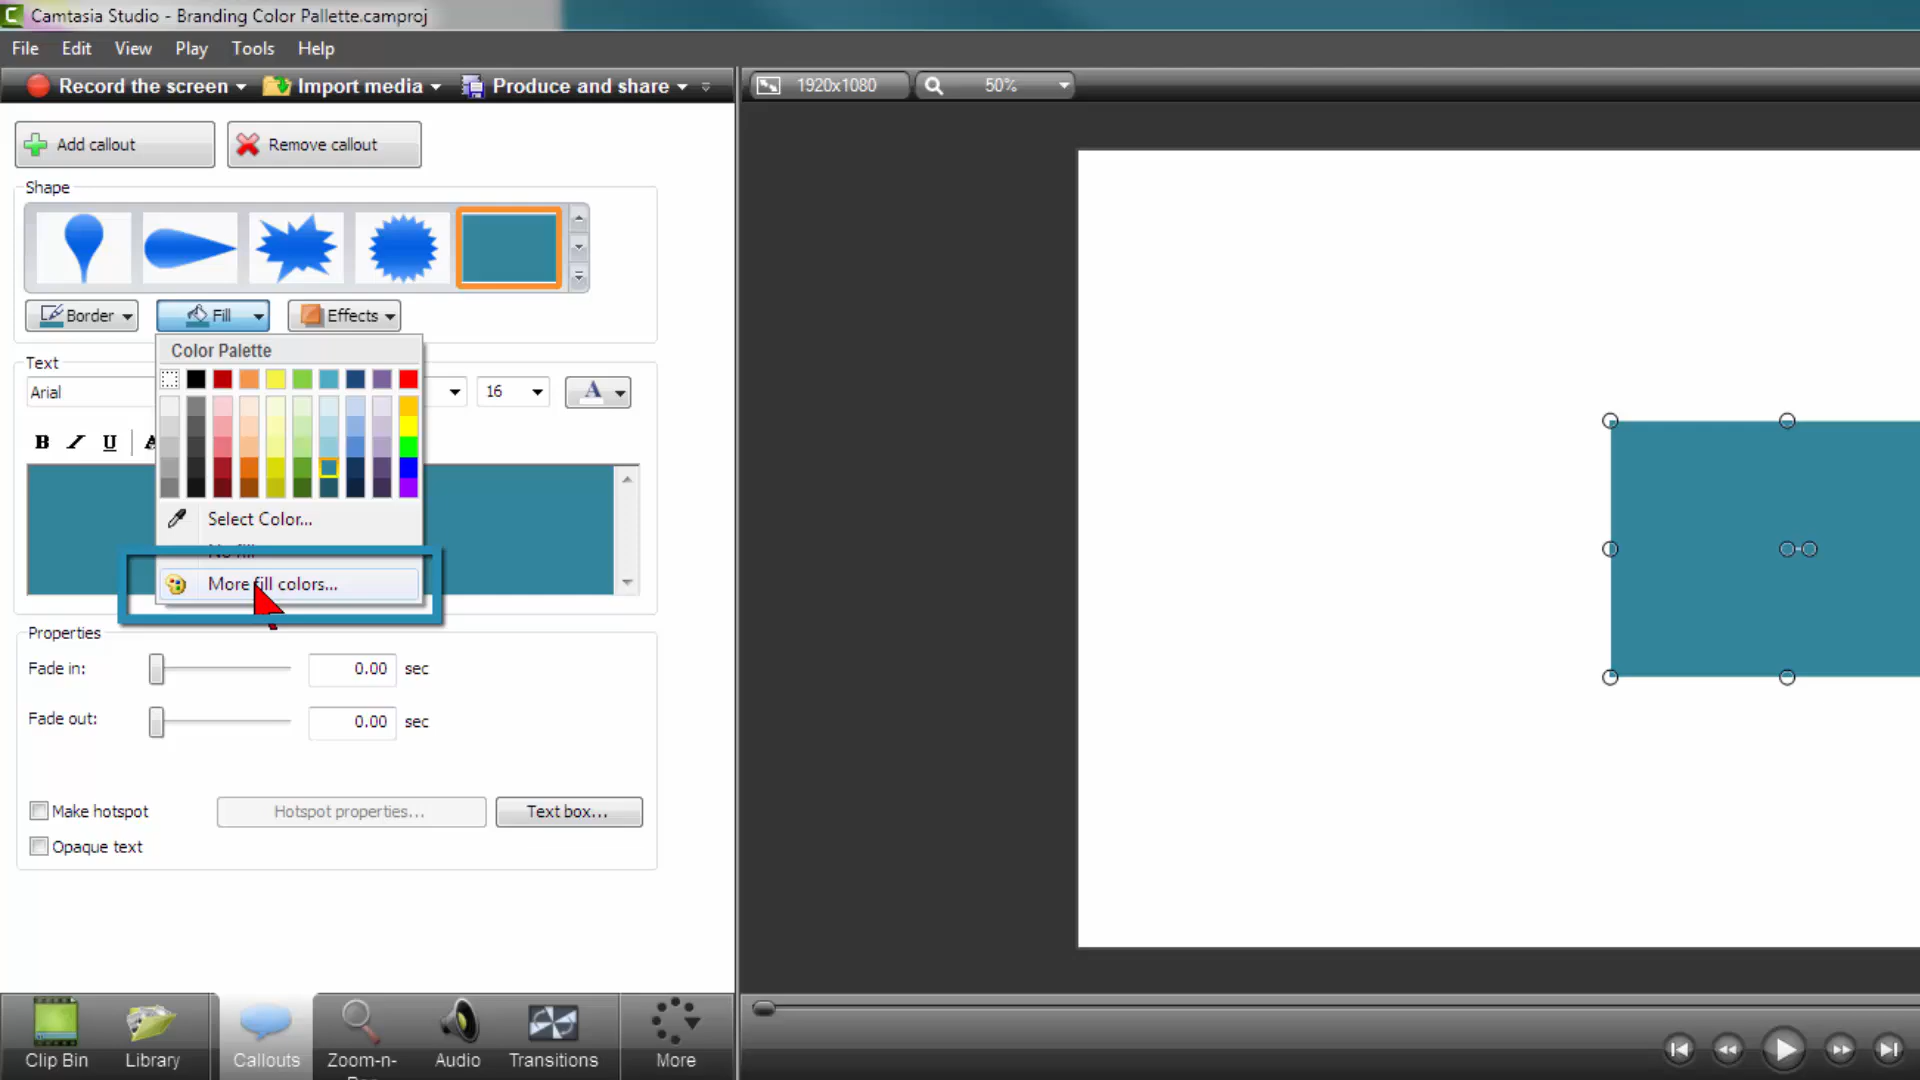 Camtasia Studio - Branding Color Pallette.camproj
File Edit View Play Tools Help
Record the screen Import media Produce and share
1920x1080 50%
Add callout Remove callout
Shape
Border Fill Effects
Color Palette
Text
Arial 16 A
B I U A
Select Color...
No fill
More fill colors...
Properties
Fade in: 0.00 sec
Fade out: 0.00 sec
Make hotspot Hotspot properties... Text box...
Opaque text
Clip Bin Library Callouts Zoom-n- Audio Transitions More